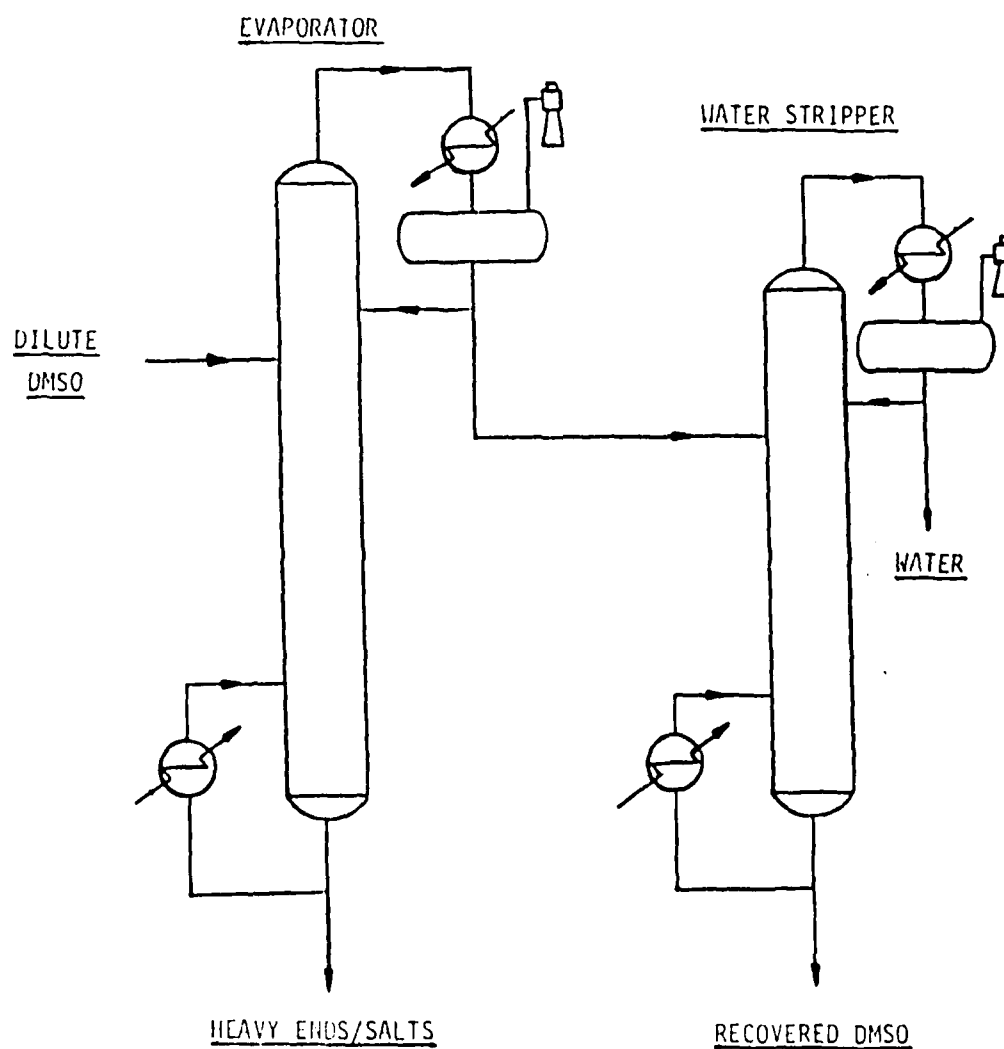 EVAPORATOR
WATER STRIPPER
DILUTE
DMSO
WATER
HEAVY ENDS/SALTS
RECOVERED DMSO